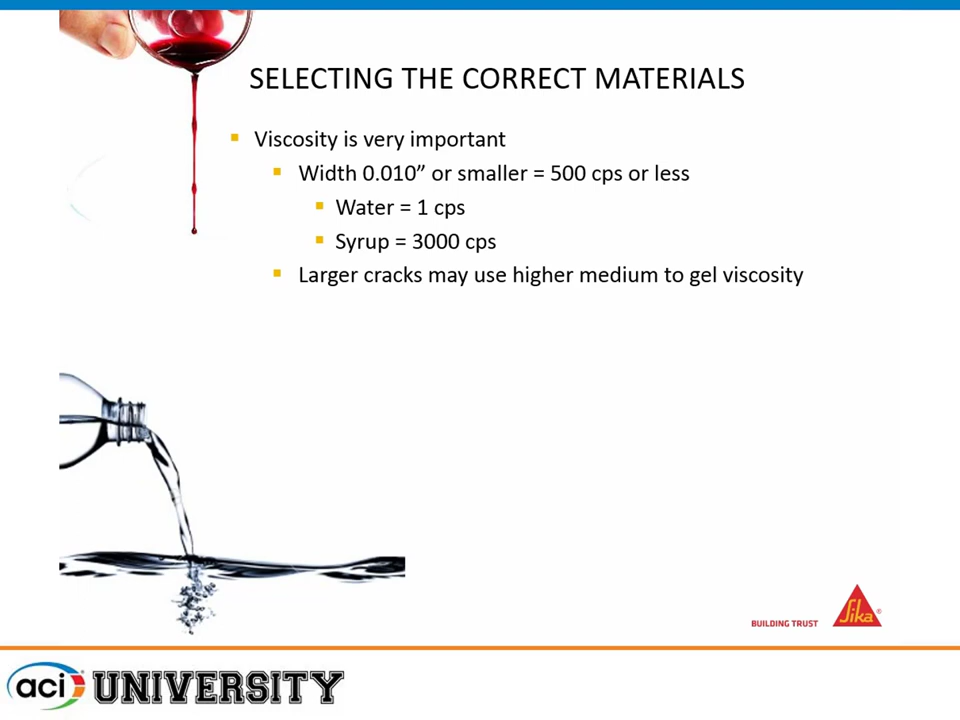 SELECTING THE CORRECT MATERIALS
Viscosity is very important
Width 0.010” or smaller = 500 cps or less
Water = 1 cps
Syrup = 3000 cps
Larger cracks may use higher medium to gel viscosity
BUILDING TRUST
Sika®
aci UNIVERSITY